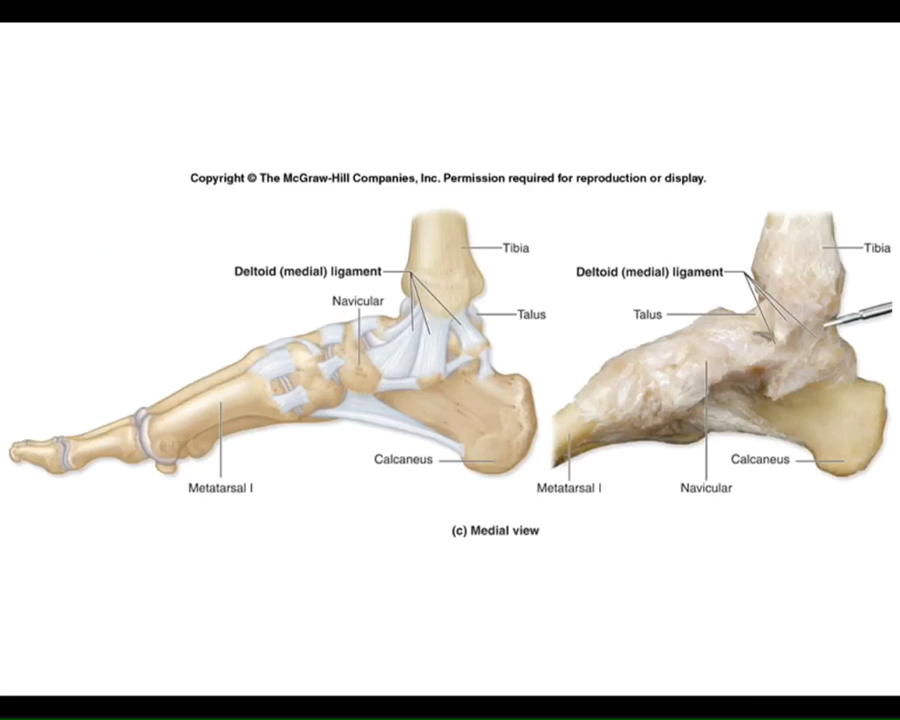 Copyright © The McGraw-Hill Companies, Inc. Permission required for reproduction or display.
Tibia
Deltoid (medial) ligament
Navicular
Talus
Calcaneus
Metatarsal I
Tibia
Deltoid (medial) ligament
Talus
Calcaneus
Metatarsal I
Navicular
(c) Medial view